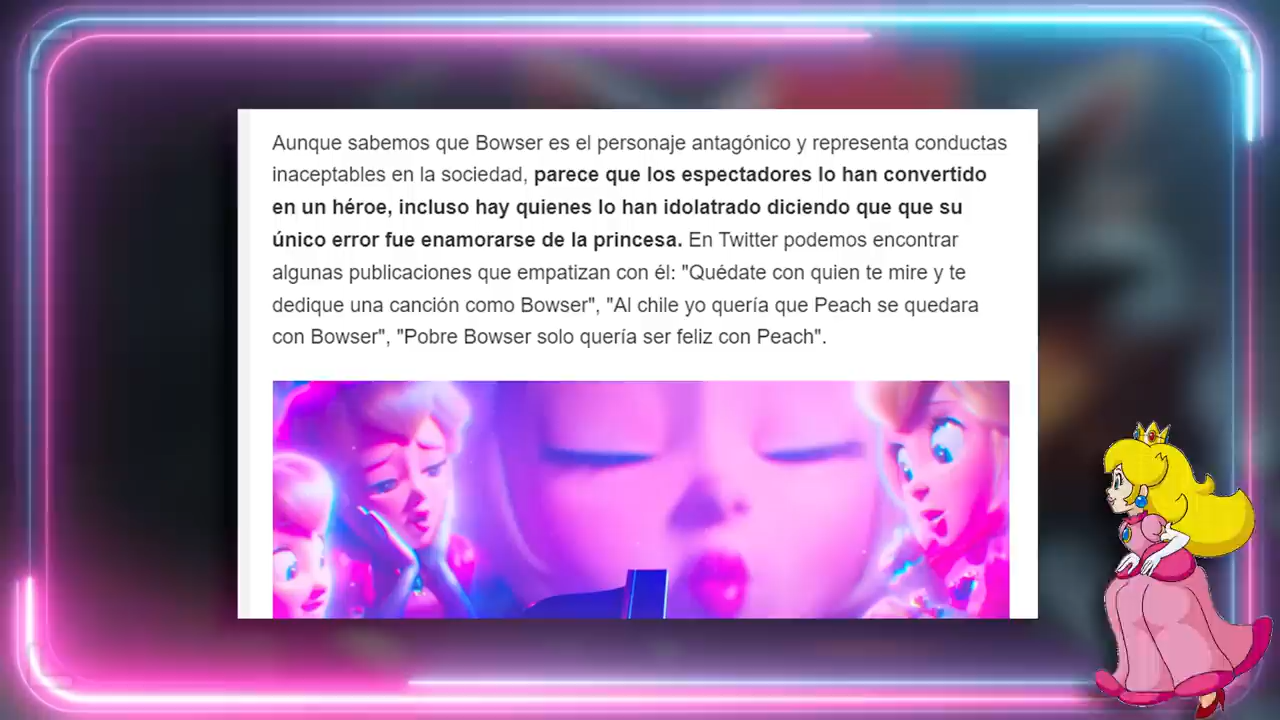 Aunque sabemos que Bowser es el personaje antagónico y representa conductas
inaceptables en la sociedad, parece que los espectadores lo han convertido
en un héroe, incluso hay quienes lo han idolatrado diciendo que que su
único error fue enamorarse de la princesa. En Twitter podemos encontrar
algunas publicaciones que empatizan con él: "Quédate con quien te mire y te
dedique una canción como Bowser", "Al chile yo quería que Peach se quedara
con Bowser", "Pobre Bowser solo quería ser feliz con Peach".